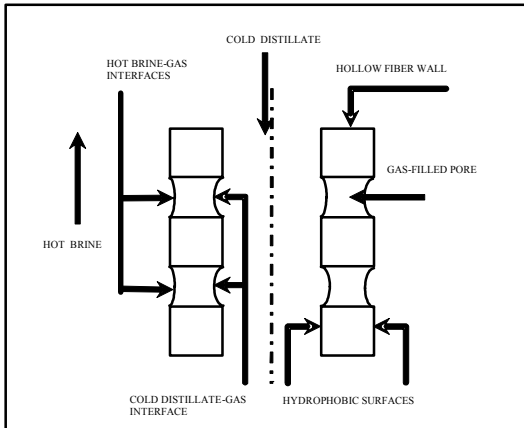 COLD DISTILLATE
HOT BRINE-GAS
INTERFACES
HOLLOW FIBER WALL
GAS-FILLED PORE
HOT BRINE
COLD DISTILLATE-GAS
INTERFACE
HYDROPHOBIC SURFACES